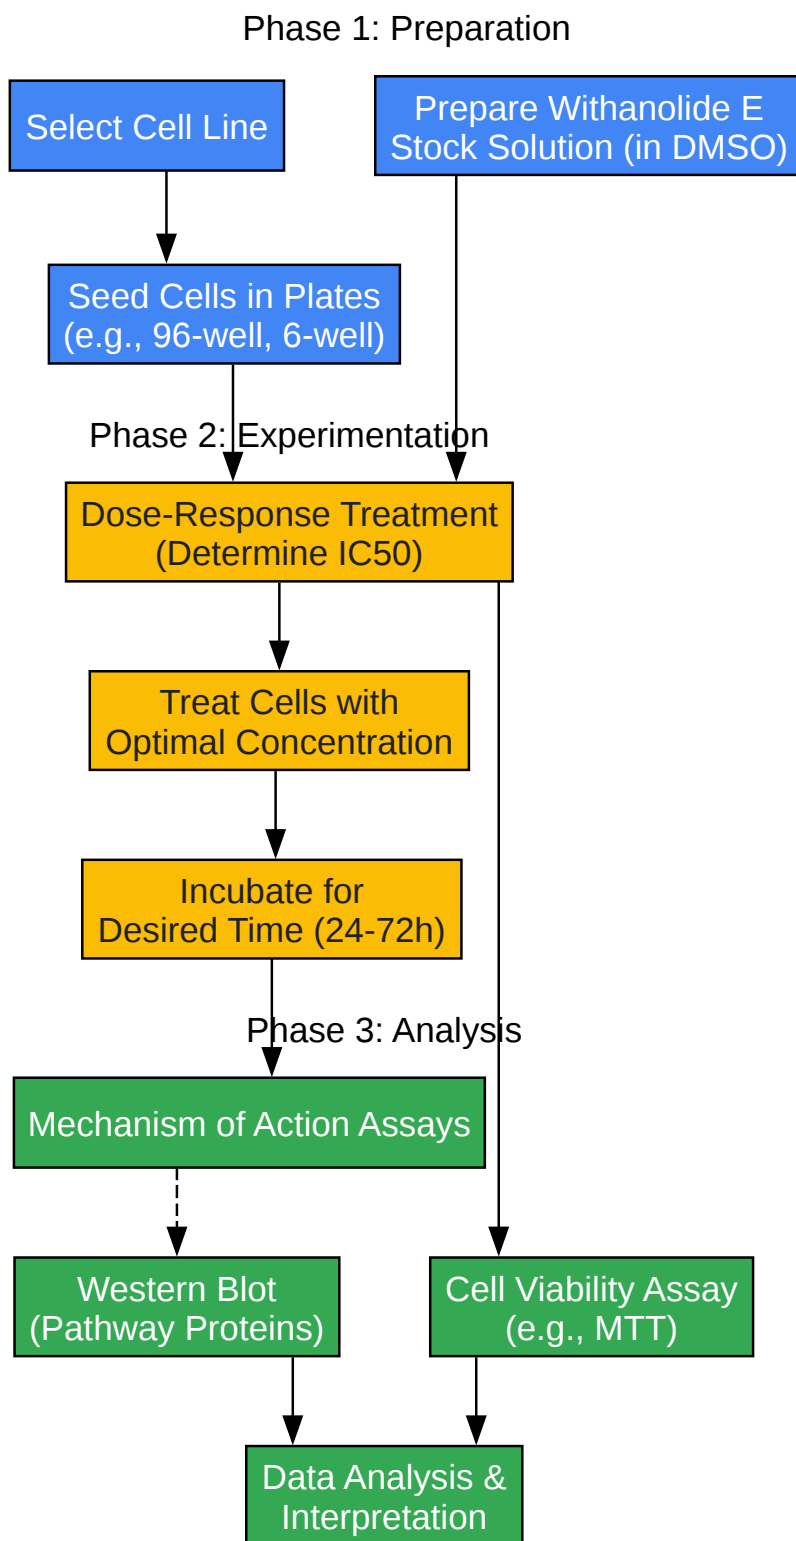 Phase 1: Preparation
Select Cell Line
Prepare Withanolide E
Stock Solution (in DMSO)
Seed Cells in Plates
(e.g., 96-well, 6-well)
Phase 2: Experimentation
Dose-Response Treatment
(Determine IC50)
Treat Cells with
Optimal Concentration
Incubate for
Desired Time (24-72h)
Phase 3: Analysis
Mechanism of Action Assays
Western Blot
(Pathway Proteins)
Cell Viability Assay
(e.g., MTT)
Data Analysis &
Interpretation